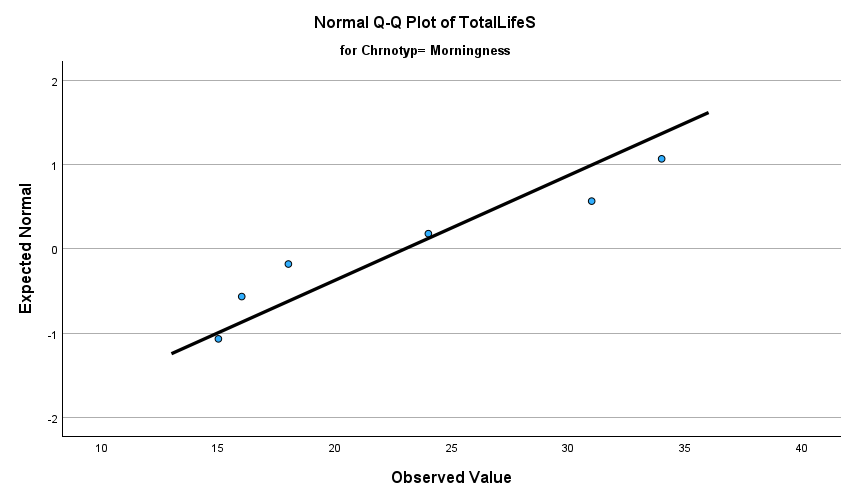 Normal Q-Q Plot of TotalLifeS
for Chrnotyp= Morningness
Expected Normal
2
1
0
-1
-2
10 15 20 25 30 35 40
Observed Value